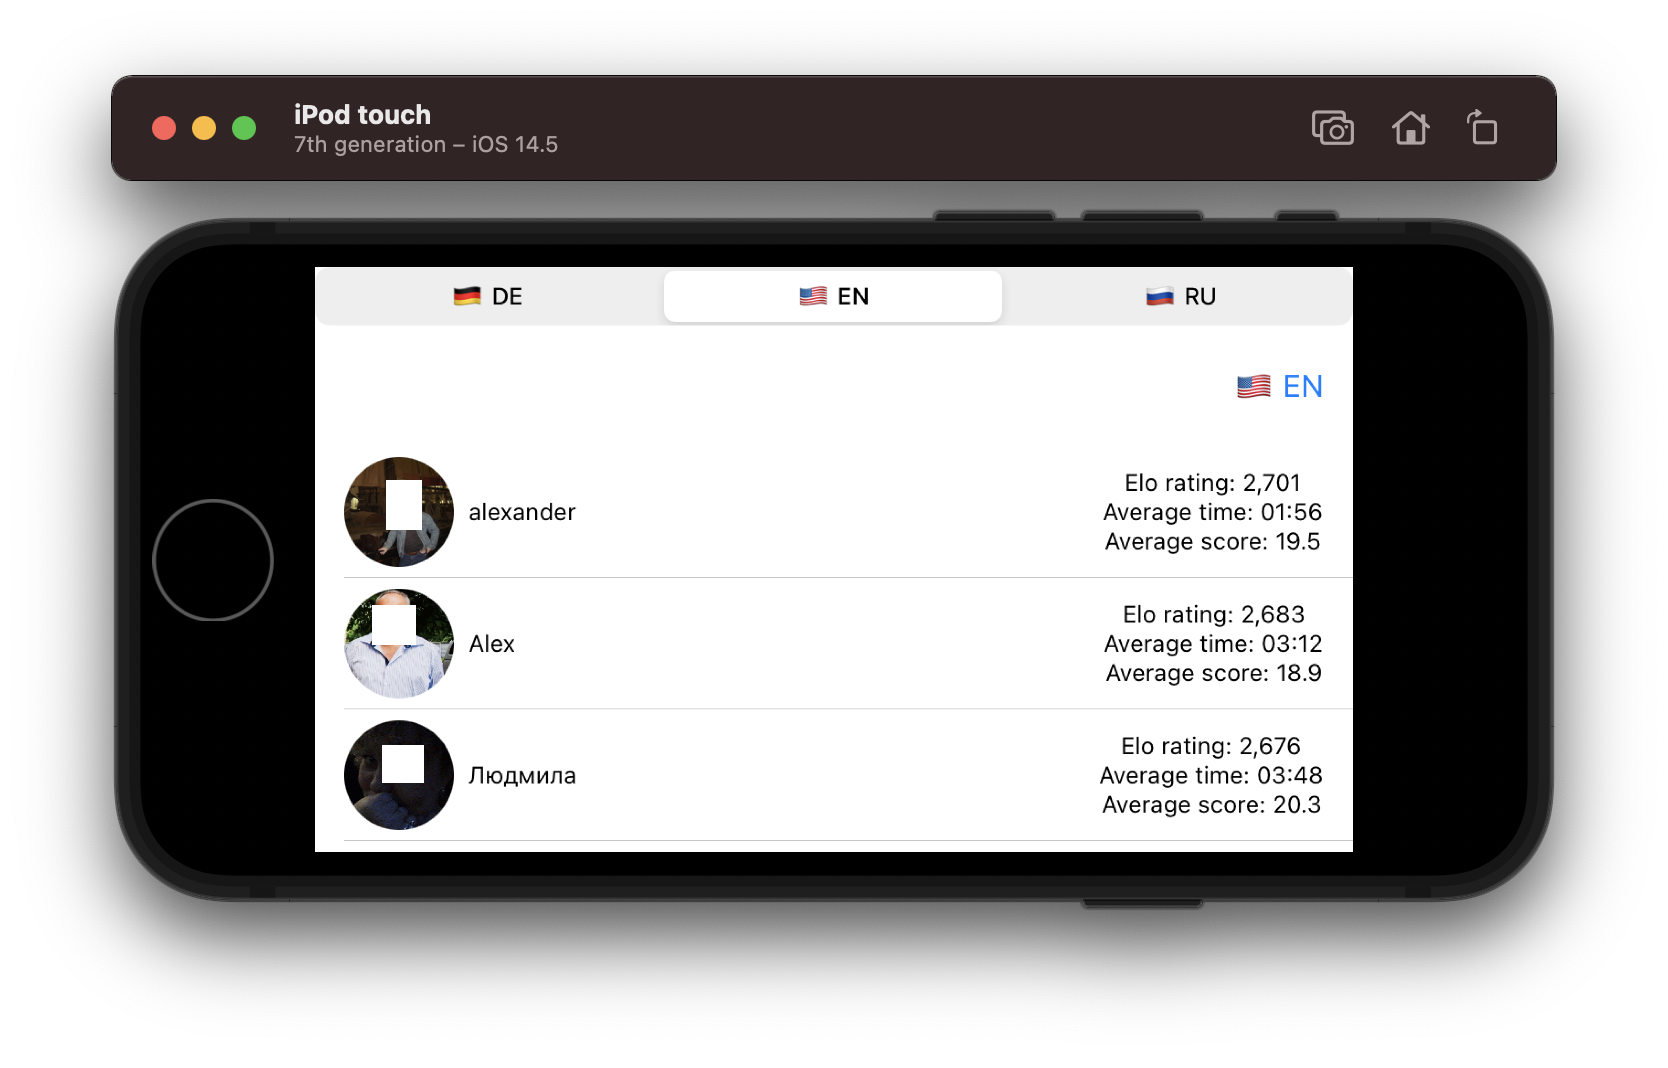 iPod touch
7th generation – iOS 14.5
DE
EN
RU
EN
alexander
Elo rating: 2,701
Average time: 01:56
Average score: 19.5
Alex
Elo rating: 2,683
Average time: 03:12
Average score: 18.9
Людмила
Elo rating: 2,676
Average time: 03:48
Average score: 20.3